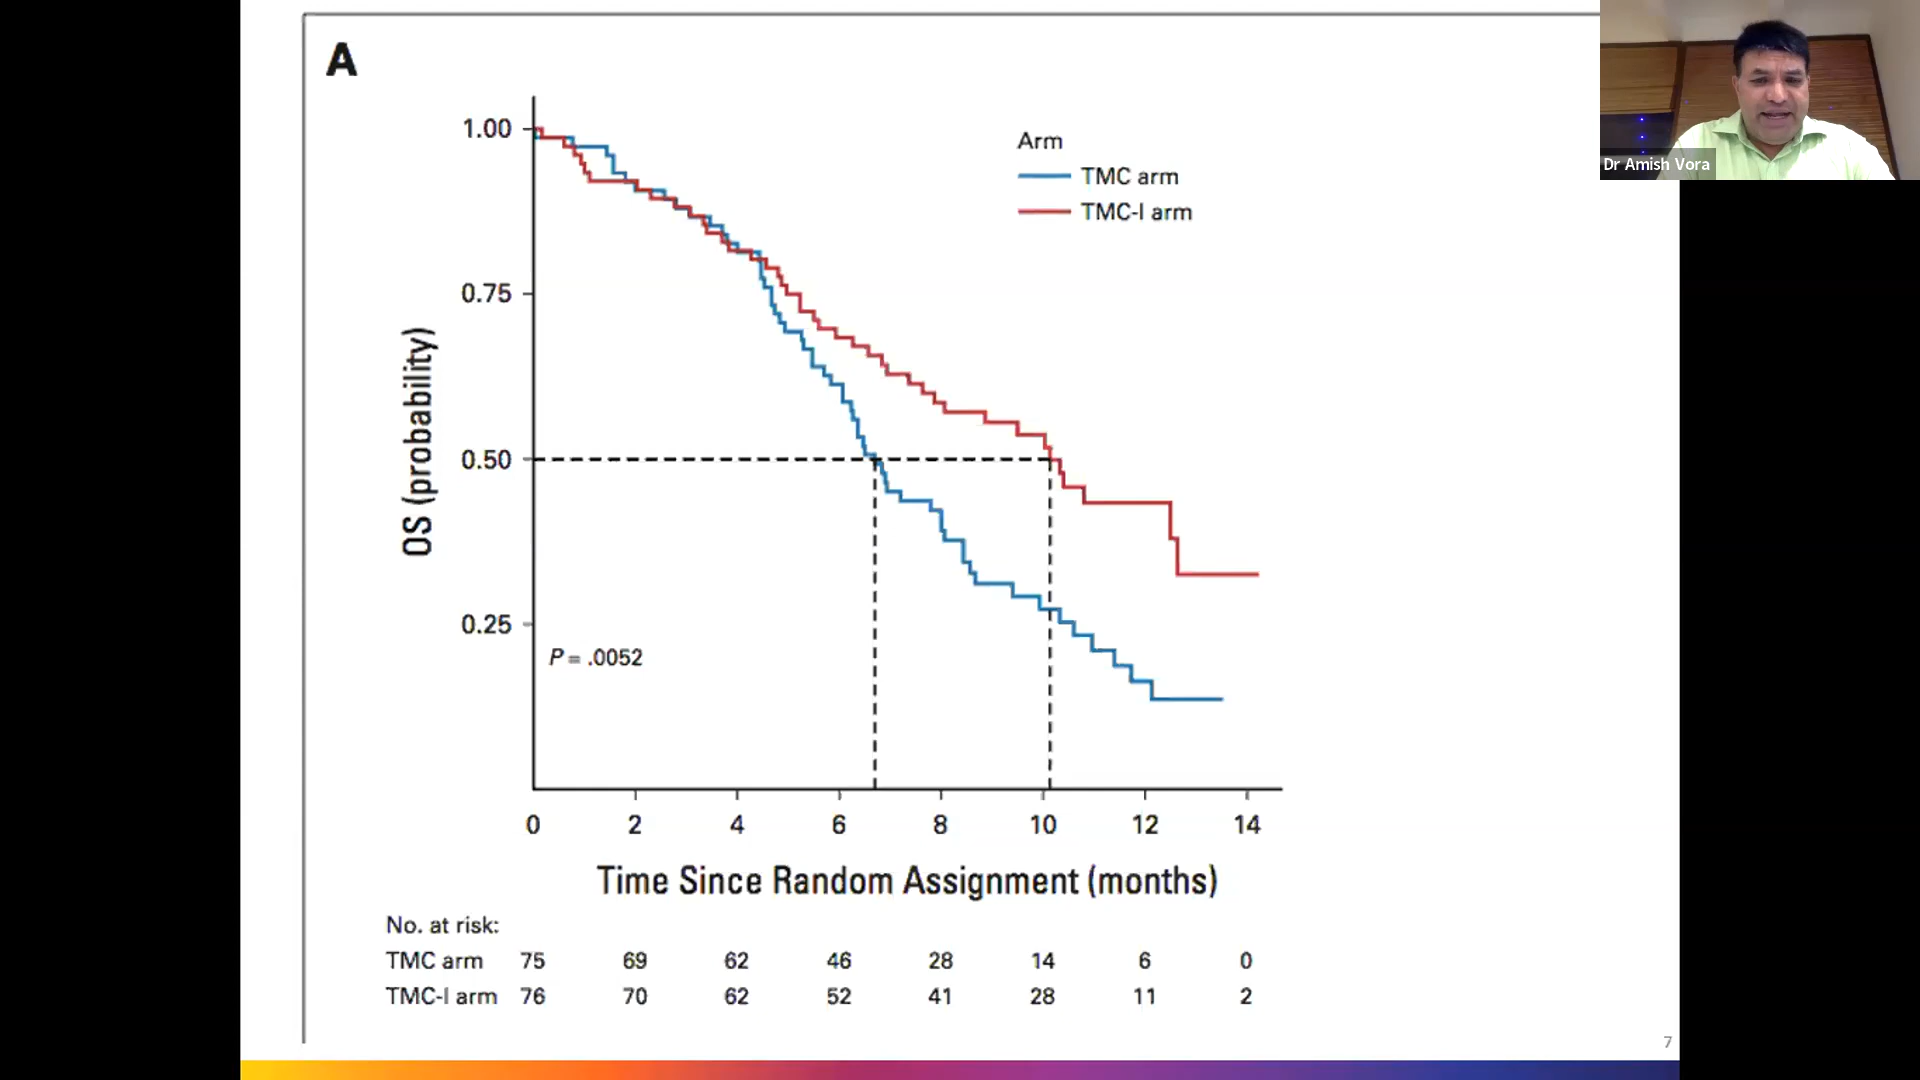 A
Dr Amish Vora
1.00
0.75
0.50
0.25
OS (probability)
Arm
TMC arm
TMC-I arm
P = .0052
0 2 4 6 8 10 12 14
Time Since Random Assignment (months)
No. at risk:
TMC arm 75 69 62 46 28 14 6 0
TMC-I arm 76 70 62 52 41 28 11 2
7